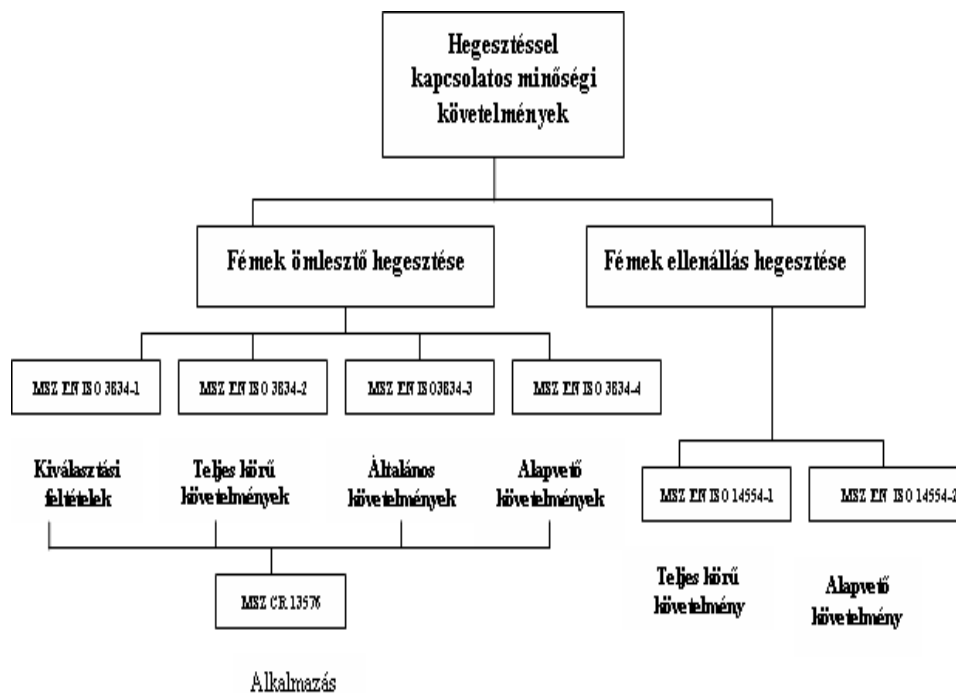 Hegesztéssel
kapcsolatos minőségi
követelmények
Fémek ömlesztő hegesztése
Fémek ellenállás hegesztése
MSZ EN ISO 3834-1
MSZ EN ISO 3834-2
MSZ EN ISO3834-3
MSZ EN ISO 3834-4
Kiválasztási
feltételek
Teljes körű
követelmények
Általános
követelmények
Alapvető
követelmények
MSZ EN ISO 14554-1
MSZ EN ISO 14554-2
MSZ CR 13576
Teljes körű
követelmény
Alapvető
követelmény
Alkalmazás